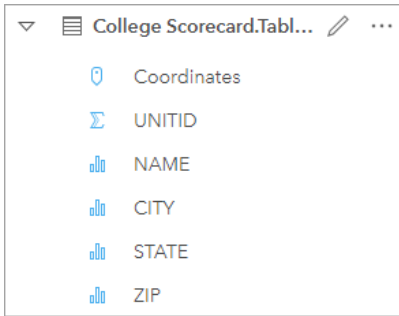 College Scorecard.Tabl...
Coordinates
UNITID
NAME
CITY
STATE
ZIP